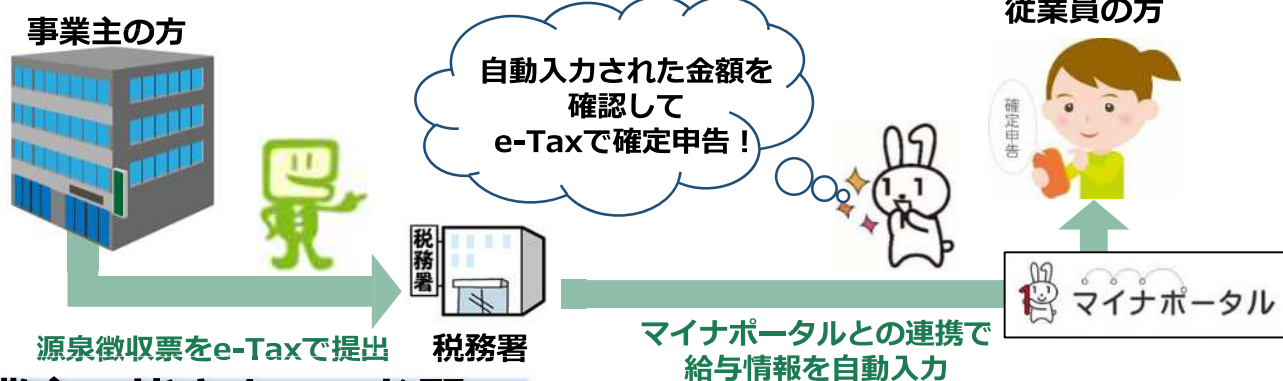 事業主の方
従業員の方
自動入力された金額を
確認して
e-Taxで確定申告！
確定申告
税務署
マイナポータル
源泉徴収票をe-Taxで提出
税務署
マイナポータルとの連携で
給与情報を自動入力